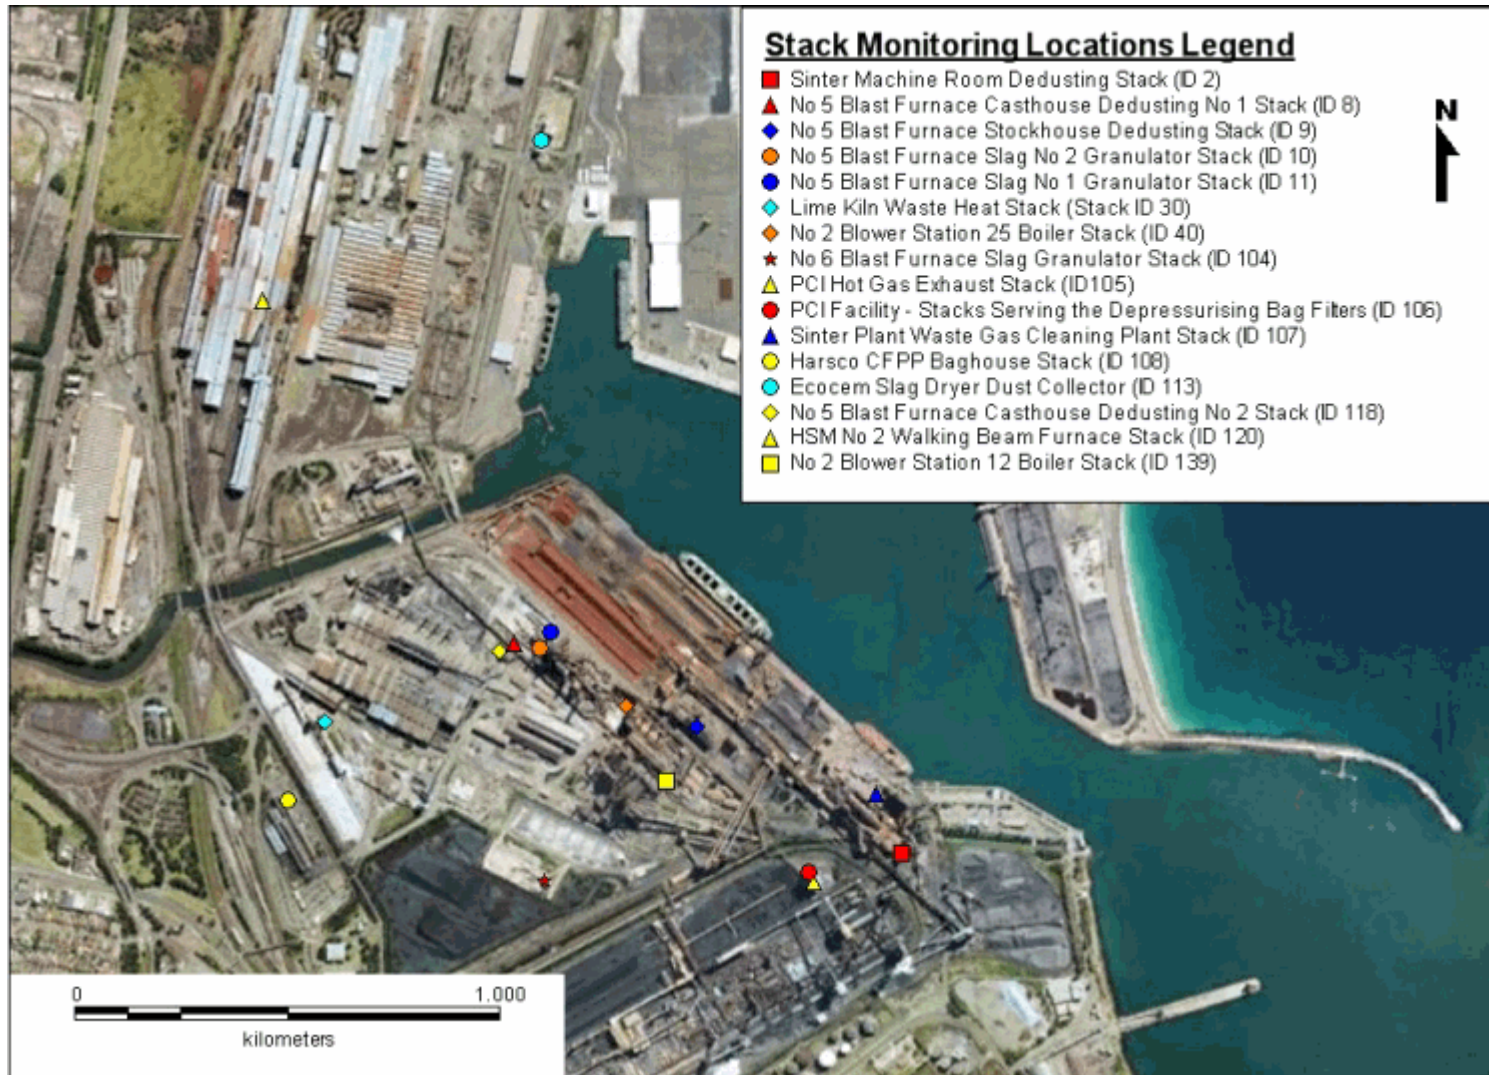 Stack Monitoring Locations Legend
Sinter Machine Room Dedusting Stack (ID 2)
No 5 Blast Furnace Casthouse Dedusting No 1 Stack (ID 8)
No 5 Blast Furnace Stockhouse Dedusting Stack (ID 9)
No 5 Blast Furnace Slag No 2 Granulator Stack (ID 10)
No 5 Blast Furnace Slag No 1 Granulator Stack (ID 11)
Lime Kiln Waste Heat Stack (Stack ID 30)
No 2 Blower Station 25 Boiler Stack (ID 40)
No 6 Blast Furnace Slag Granulator Stack (ID 104)
PCI Hot Gas Exhaust Stack (ID105)
PCI Facility - Stacks Serving the Depressurising Bag Filters (ID 106)
Sinter Plant Waste Gas Cleaning Plant Stack (ID 107)
Harsco CFPP Baghouse Stack (ID 108)
Ecocem Slag Dryer Dust Collector (ID 113)
No 5 Blast Furnace Casthouse Dedusting No 2 Stack (ID 118)
HSM No 2 Walking Beam Furnace Stack (ID 120)
No 2 Blower Station 12 Boiler Stack (ID 139)
N
0 1,000
kilometers